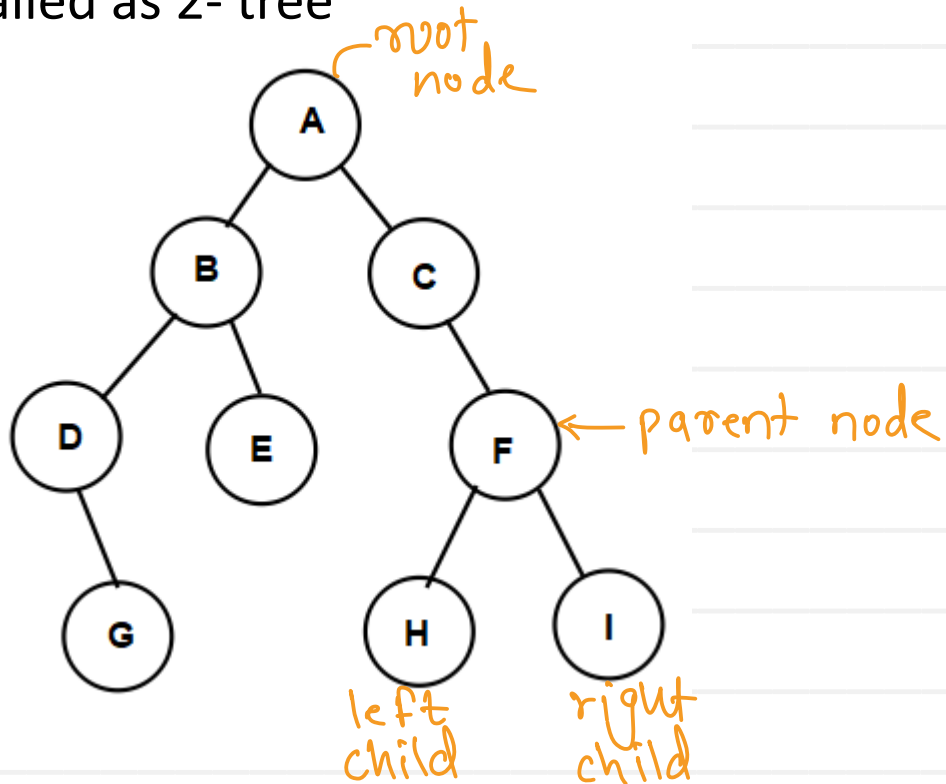 alled as 2- tree
root
node
A
B
C
D
E
F
parent node
G
H
I
left
child
right
child